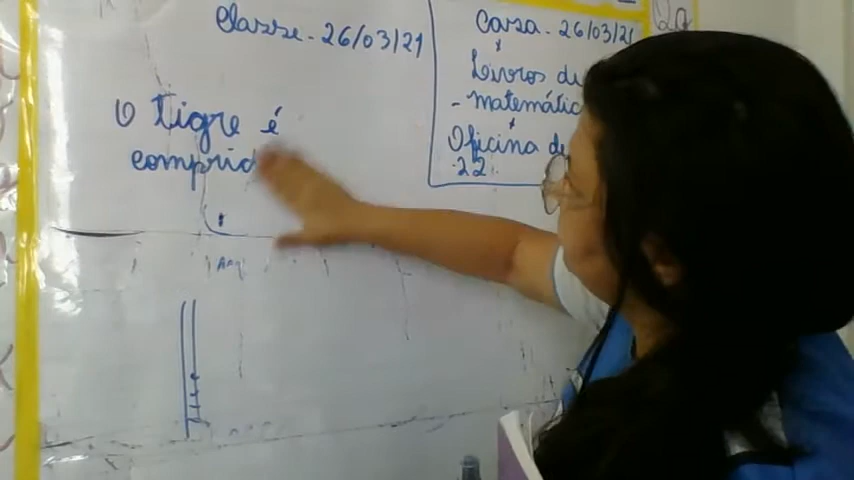 Classe - 26/03/21
O tigre é
comprid
Casa - 26/03/21
Livros de
- matemátic
Oficina de
22